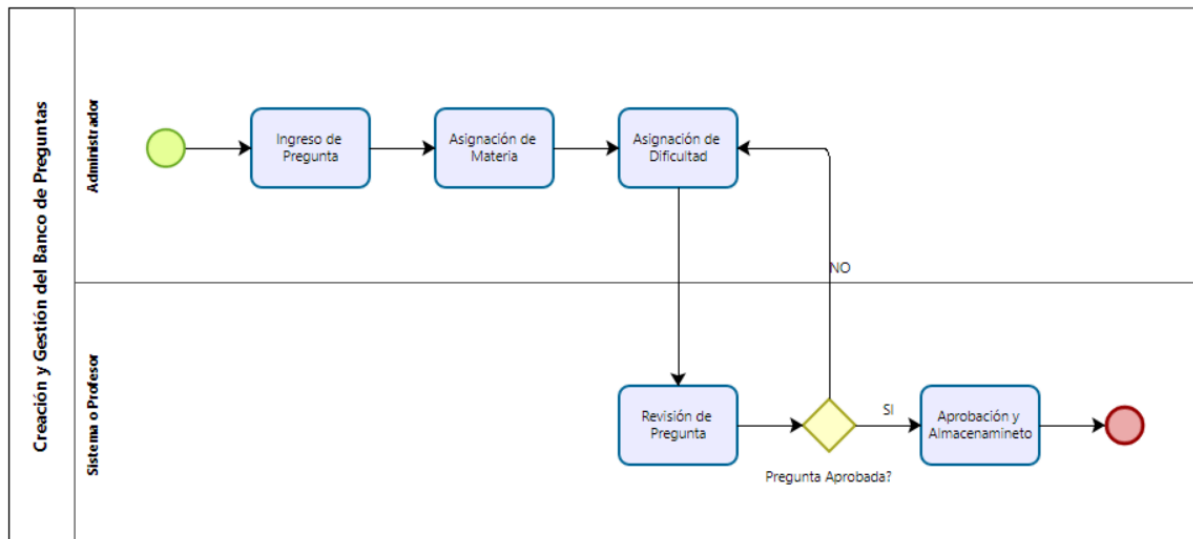 Creación y Gestión del Banco de Preguntas
Administrador
Ingreso de
Pregunta
Asignación de
Materia
Asignación de
Dificultad
NO
Sistema o Profesor
Revisión de
Pregunta
Pregunta Aprobada?
SI
Aprobación y
Almacenamineto